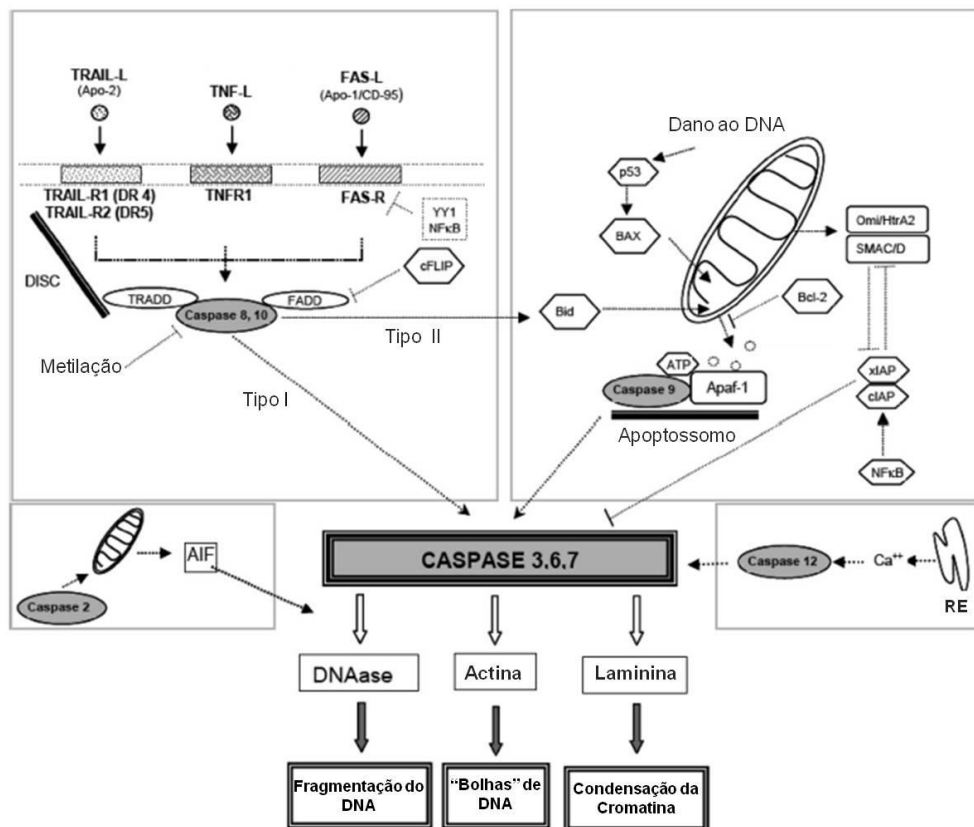 TRAIL-L
(Apo-2)
TNF-L
FAS-L
(Apo-1/CD-95)
TRAIL-R1 (DR 4)
TRAIL-R2 (DR5)
TNFR1
FAS-R
YY1
NFκB
DISC
cFLIP
TRADD
FADD
Caspase 8, 10
Metilação
Tipo I
Tipo II
Dano ao DNA
p53
BAX
Omi/HtrA2
SMAC/D
Bid
Bcl-2
ATP
Caspase 9
Apaf-1
Apoptossomo
xIAP
cIAP
NFκB
AIF
Caspase 2
CASPASE 3,6,7
Caspase 12
Ca++
RE
DNAase
Actina
Laminina
Fragmentação do
DNA
“Bolhas” de
DNA
Condensação da
Cromatina